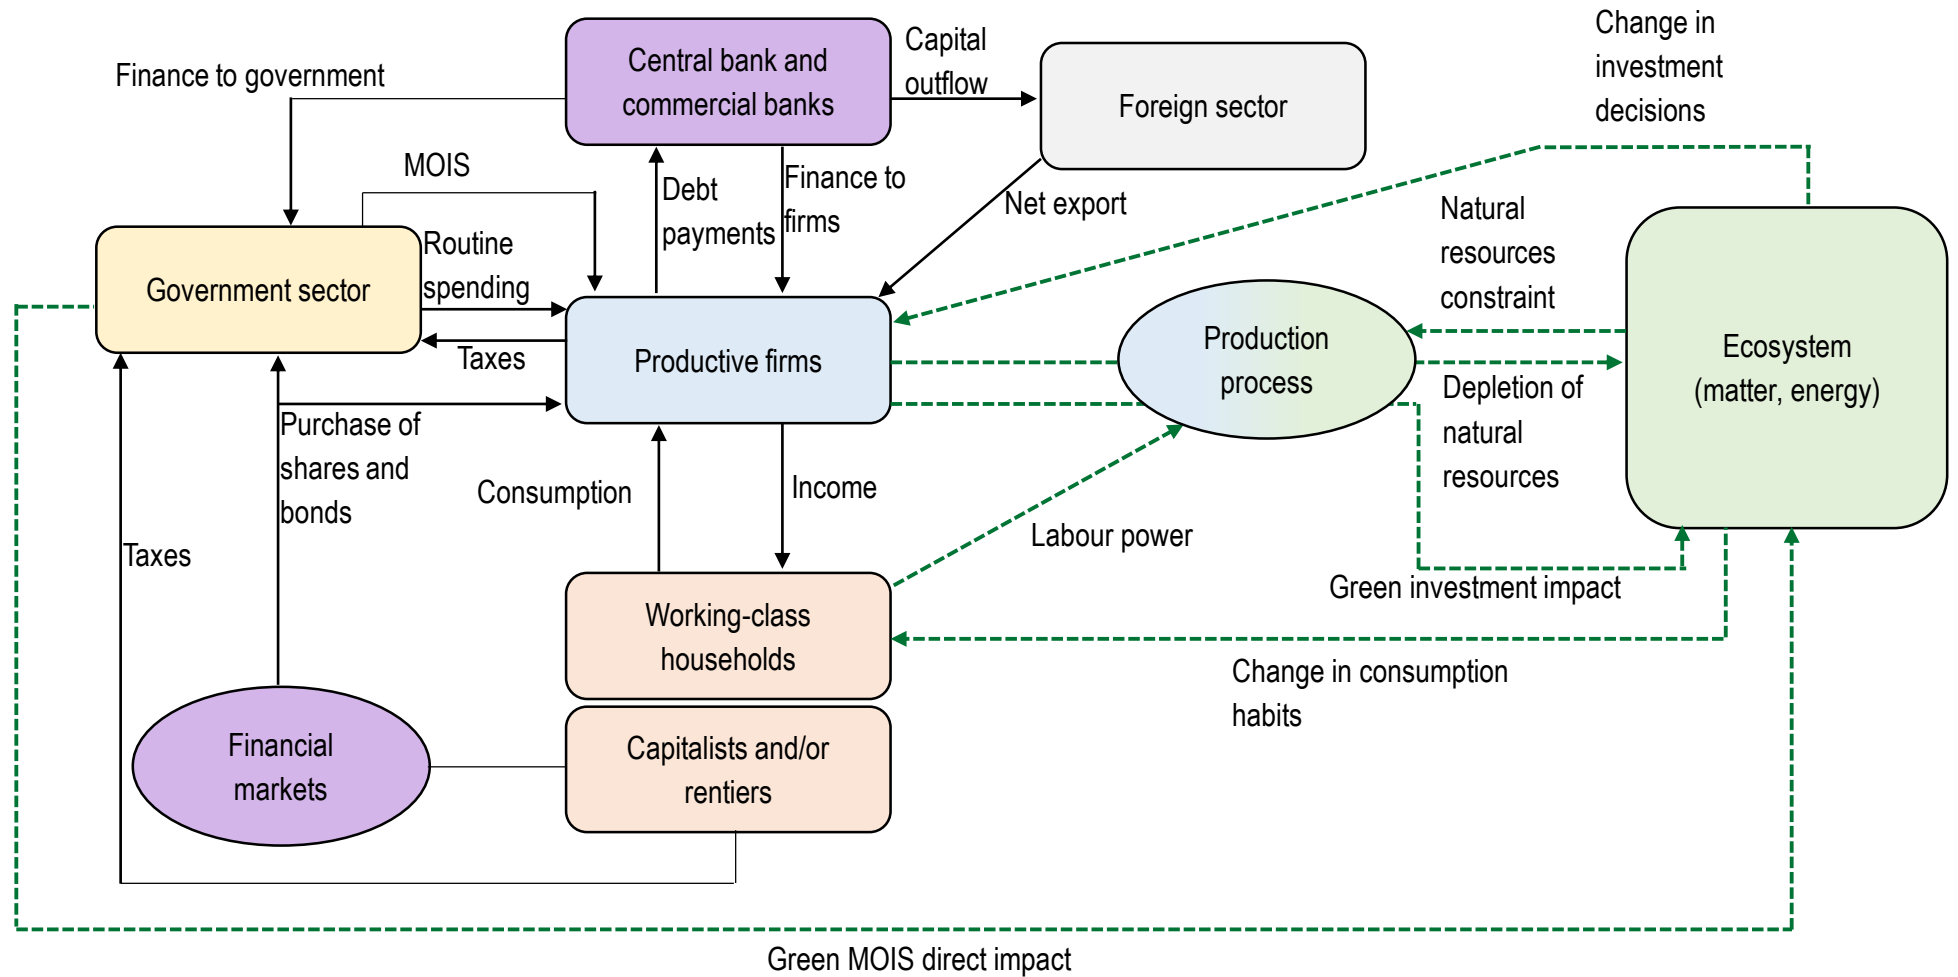 Finance to government
Central bank and
commercial banks
Capital
outflow
Foreign sector
Change in
investment
decisions
MOIS
Debt
payments
Finance to
firms
Net export
Natural
resources
constraint
Government sector
Routine
spending
Taxes
Productive firms
Production
process
Ecosystem
(matter, energy)
Depletion of
natural
resources
Purchase of
shares and
bonds
Consumption
Income
Labour power
Taxes
Green investment impact
Working-class
households
Change in consumption
habits
Financial
markets
Capitalists and/or
rentiers
Green MOIS direct impact